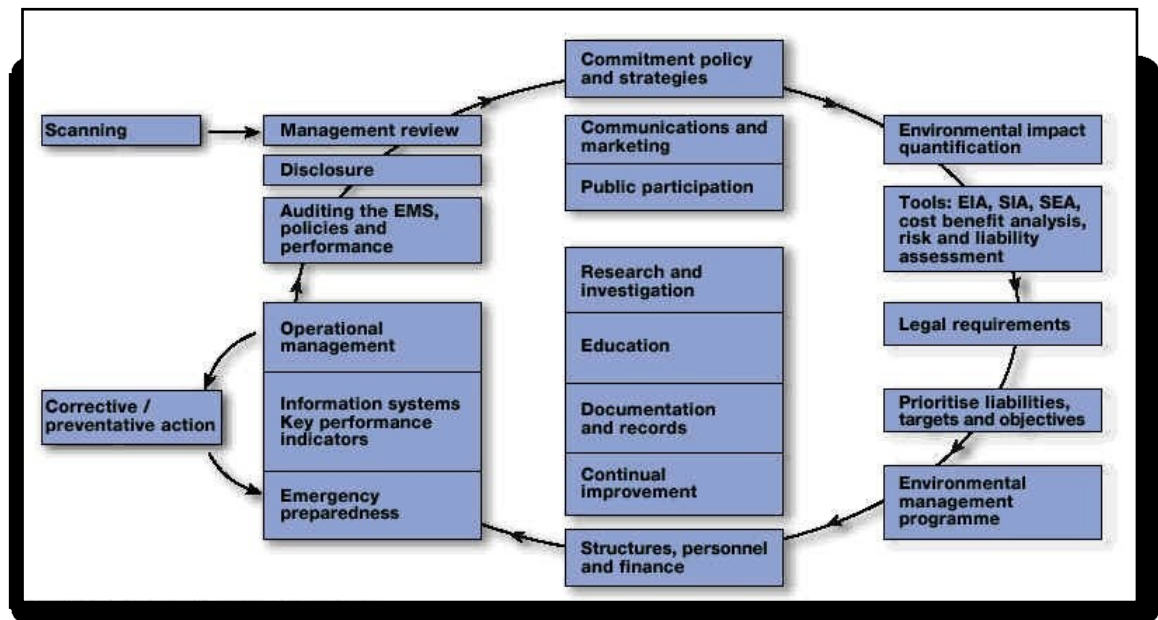 Commitment policy
and strategies
Scanning
Management review
Disclosure
Auditing the EMS,
policies and
performance
Communications and
marketing
Public participation
Environmental impact
quantification
Tools: EIA, SIA, SEA,
cost benefit analysis,
risk and liability
assessment
Research and
investigation
Education
Documentation
and records
Continual
improvement
Legal requirements
Prioritise liabilities,
targets and objectives
Environmental
management
programme
Operational
management
Information systems
Key performance
indicators
Emergency
preparedness
Corrective /
preventative action
Structures, personnel
and finance